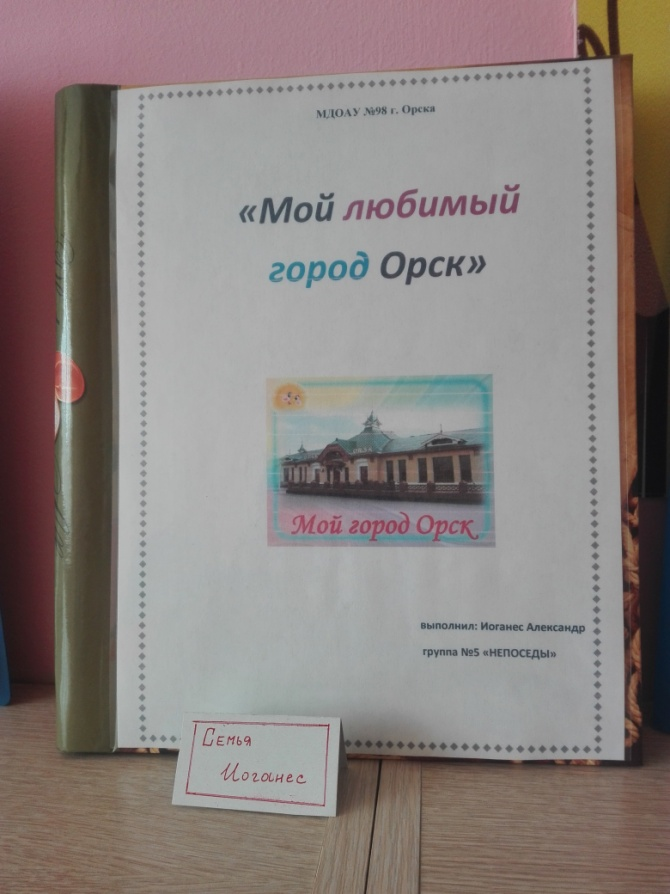 МДОАУ №98 г. Орска
«Мой любимый
город Орск»
Мой город Орск
выполнил: Иоганес Александр
группа №5 «НЕПОСЕДЫ»
Семья
Иоганес